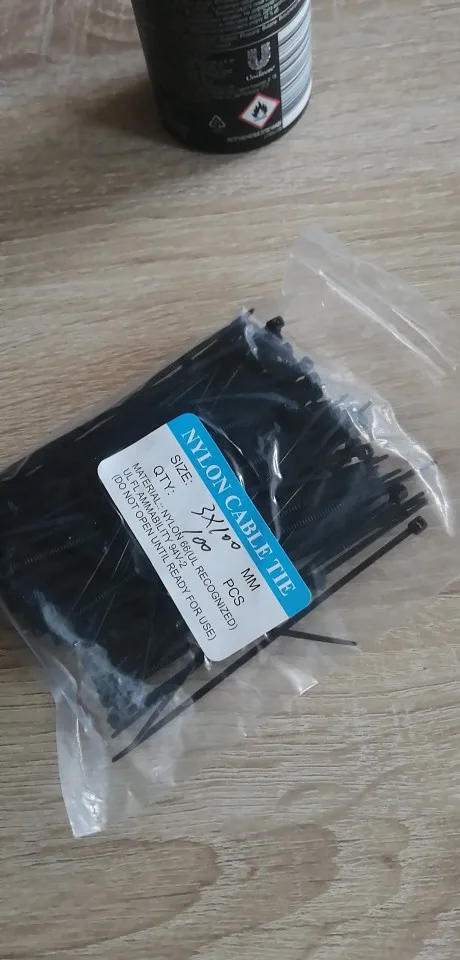 Unilever
NYLON CABLE TIE
SIZE: 3X100 MM
QTY: 100 PCS
MATERIAL: NYLON 66(UL RECOGNIZED)
UL FLAMMABILITY 94V-2
(DO NOT OPEN UNTIL READY FOR USE)